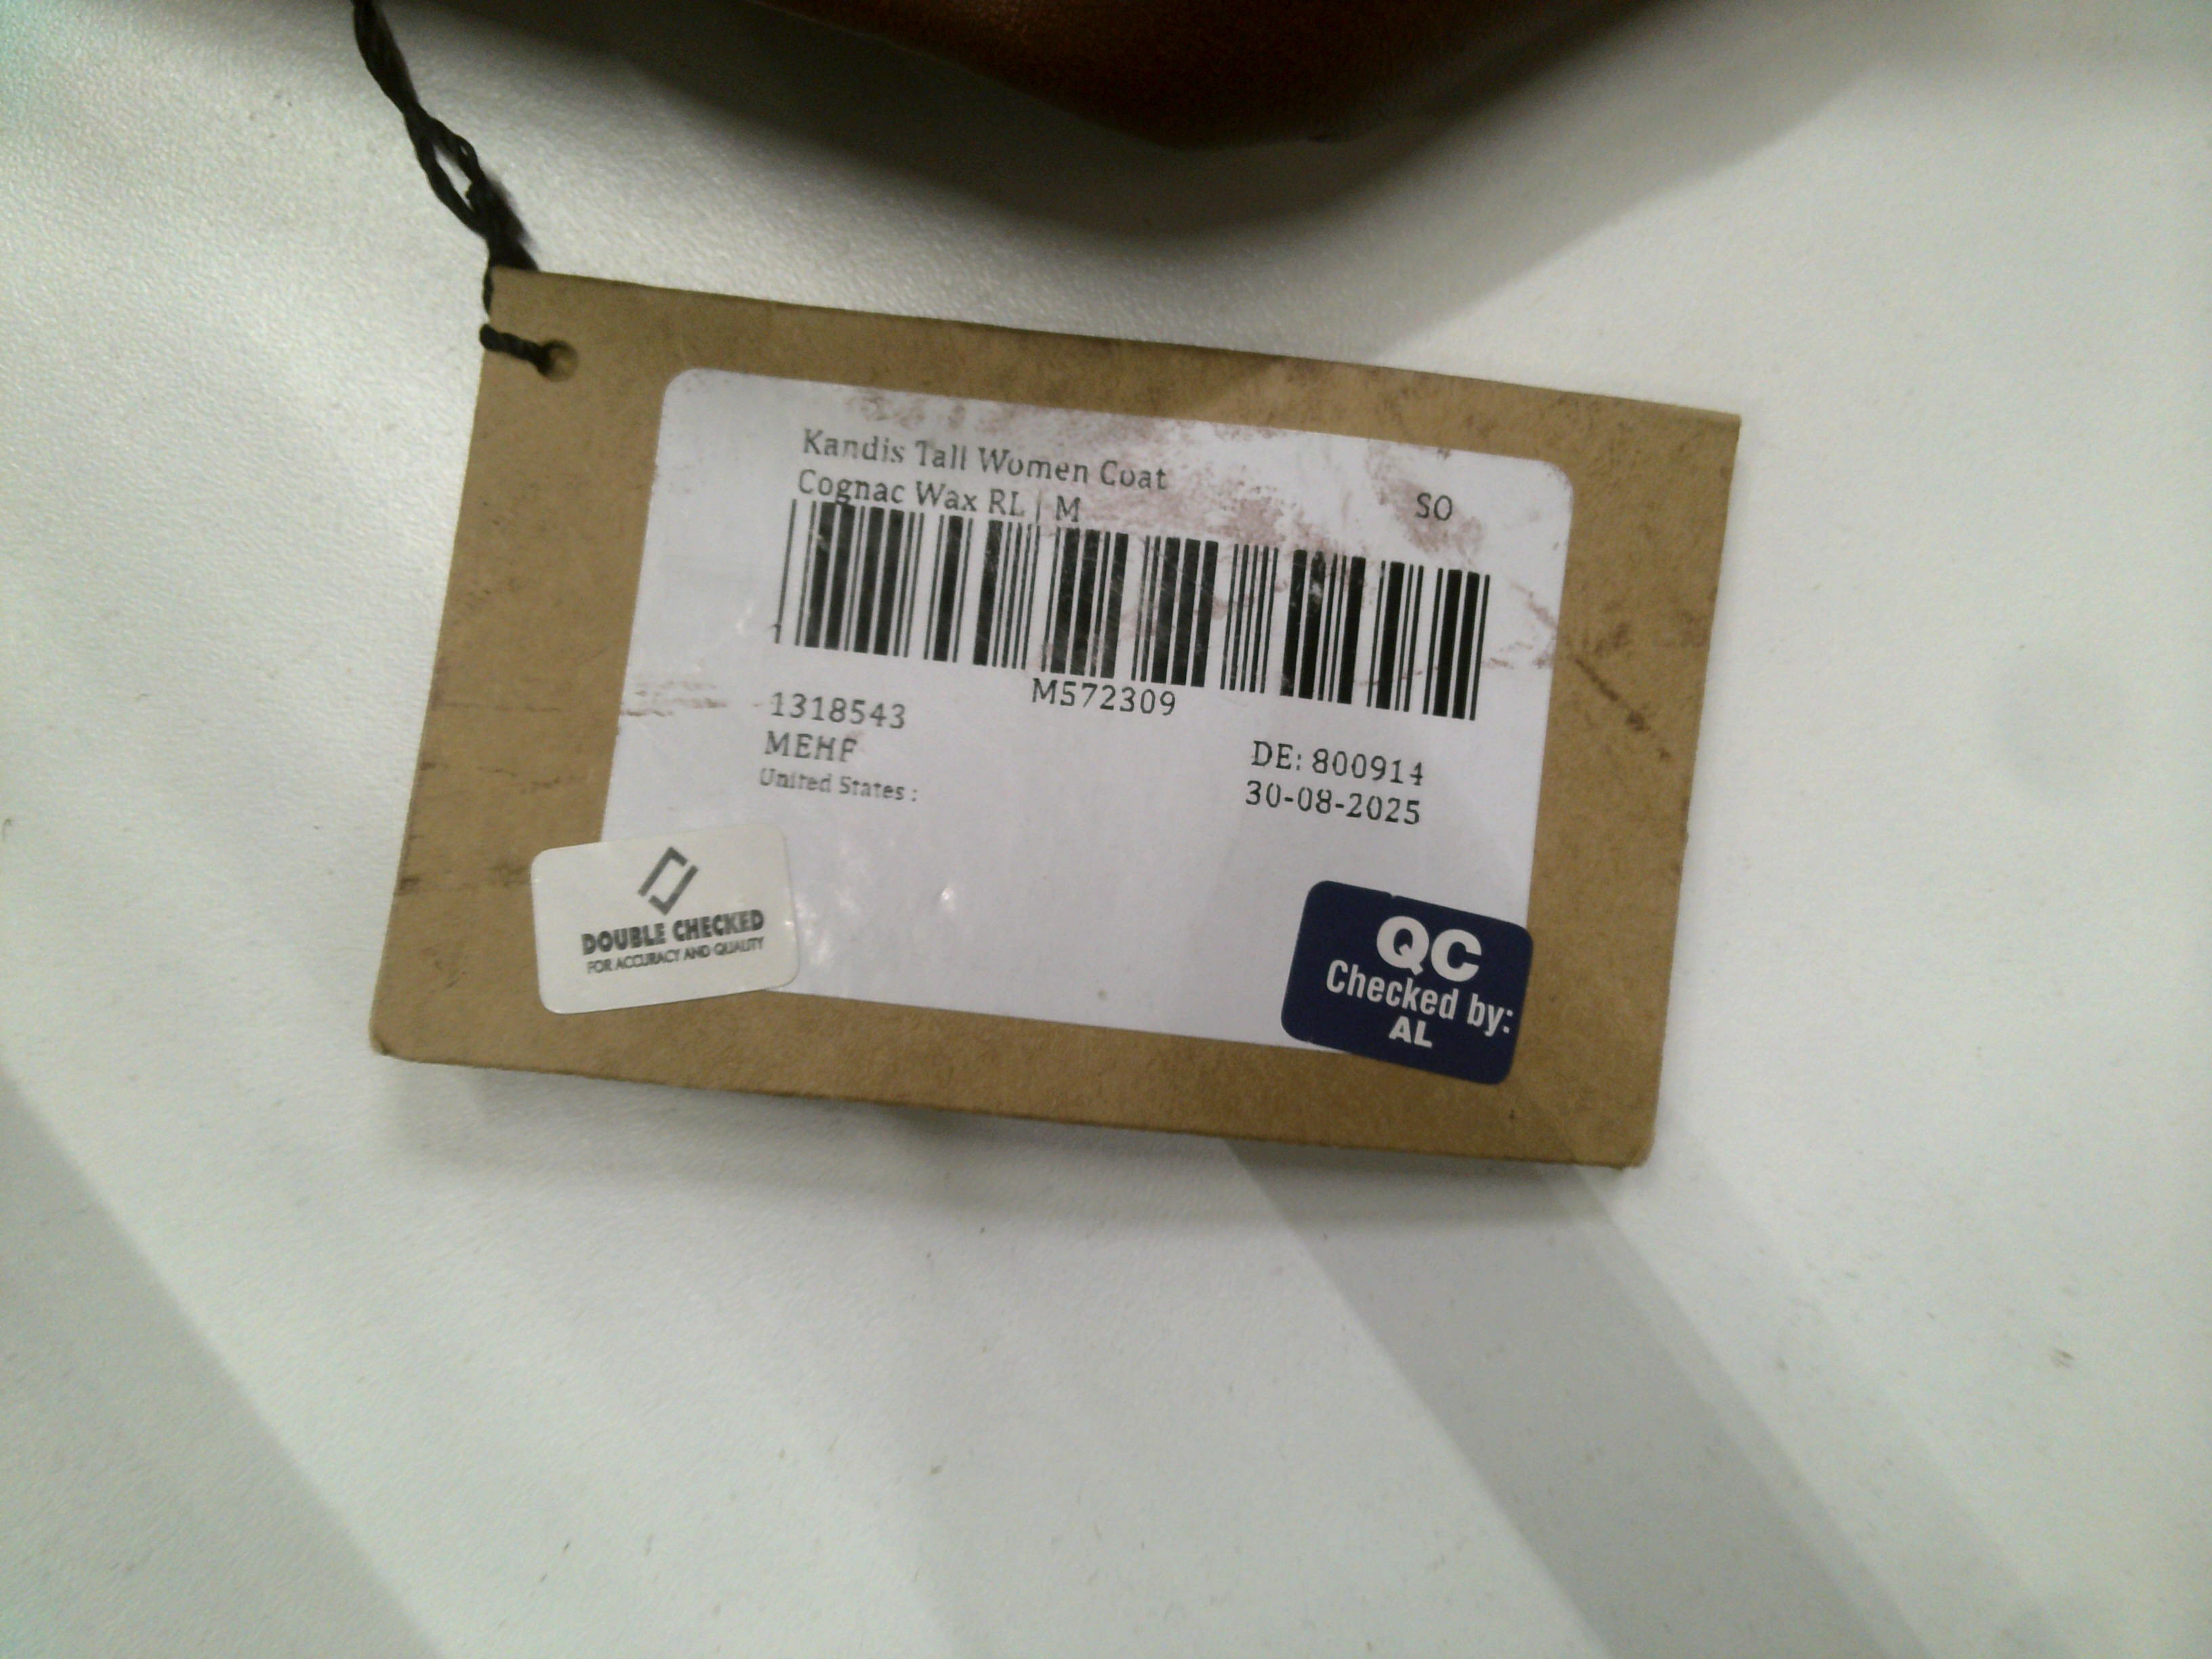 Kandis Tall Women Coat
Cognac Wax RL | M
SO
M572309
1318543
MEHF
United States :
DE: 800914
30-08-2025
DOUBLE CHECKED
FOR ACCURACY AND QUALITY
QC
Checked by:
AL